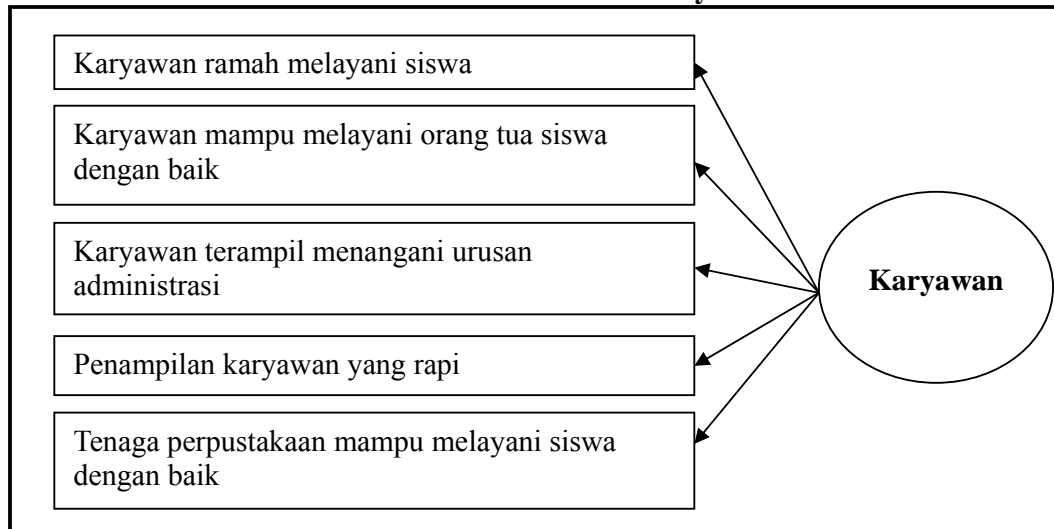 Karyawan ramah melayani siswa
Karyawan mampu melayani orang tua siswa
dengan baik
Karyawan terampil menangani urusan
administrasi
Karyawan
Penampilan karyawan yang rapi
Tenaga perpustakaan mampu melayani siswa
dengan baik